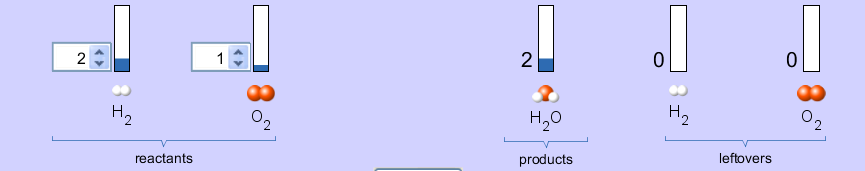 2 1 2 0 0
H2 O2 H2O H2 O2
reactants products leftovers